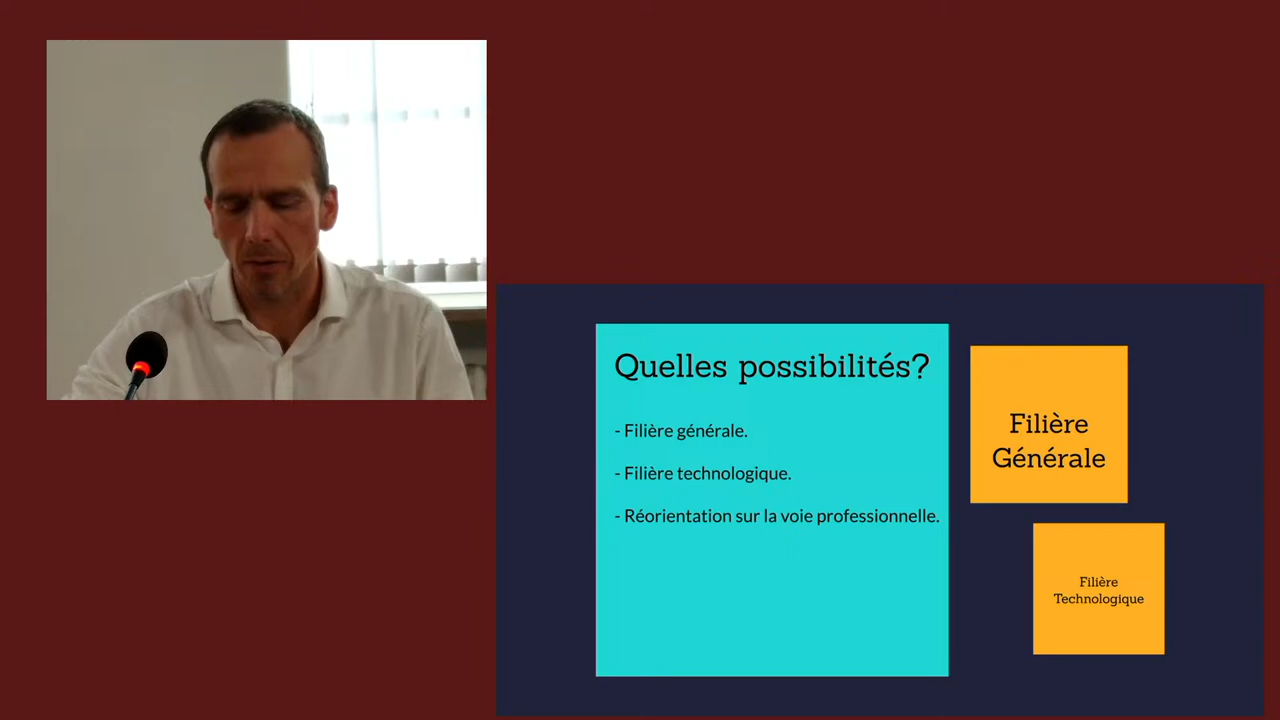 Quelles possibilités?
- Filière générale.
- Filière technologique.
- Réorientation sur la voie professionnelle.
Filière
Générale
Filière
Technologique